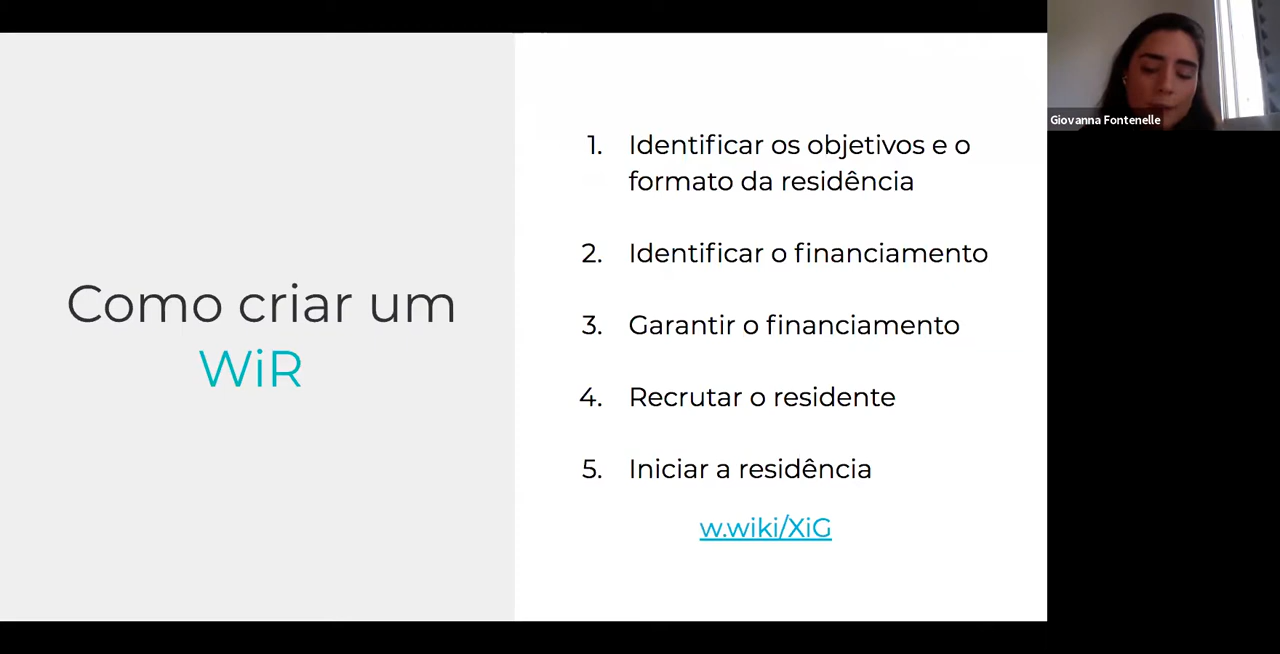 Como criar um
WiR
1. Identificar os objetivos e o
formato da residência
2. Identificar o financiamento
3. Garantir o financiamento
4. Recrutar o residente
5. Iniciar a residência
w.wiki/XiG
Giovanna Fontenelle